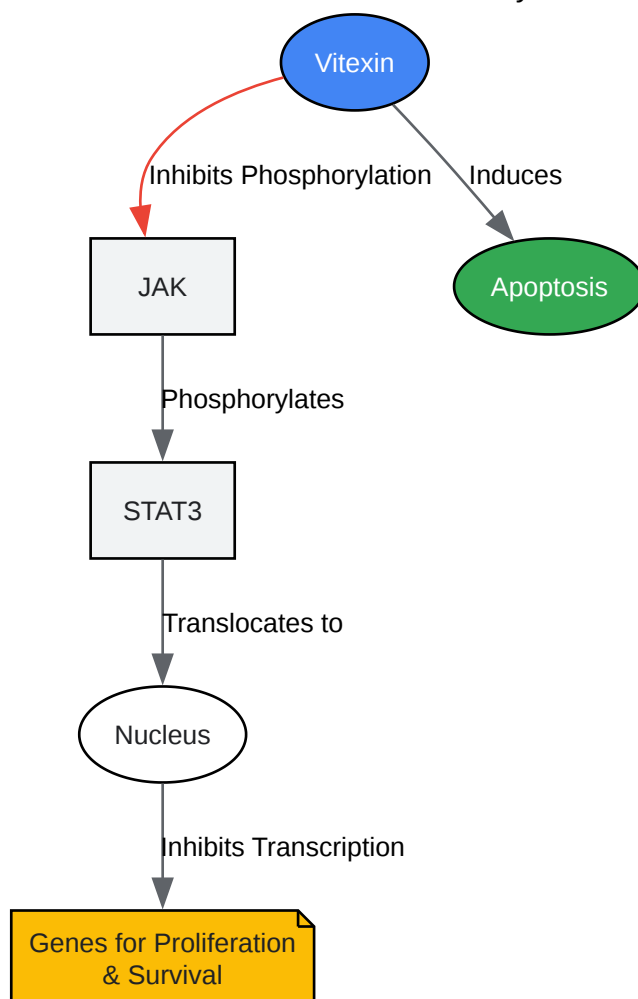 Vitexin
Inhibits Phosphorylation
Induces
JAK
Apoptosis
Phosphorylates
STAT3
Translocates to
Nucleus
Inhibits Transcription
Genes for Proliferation
& Survival